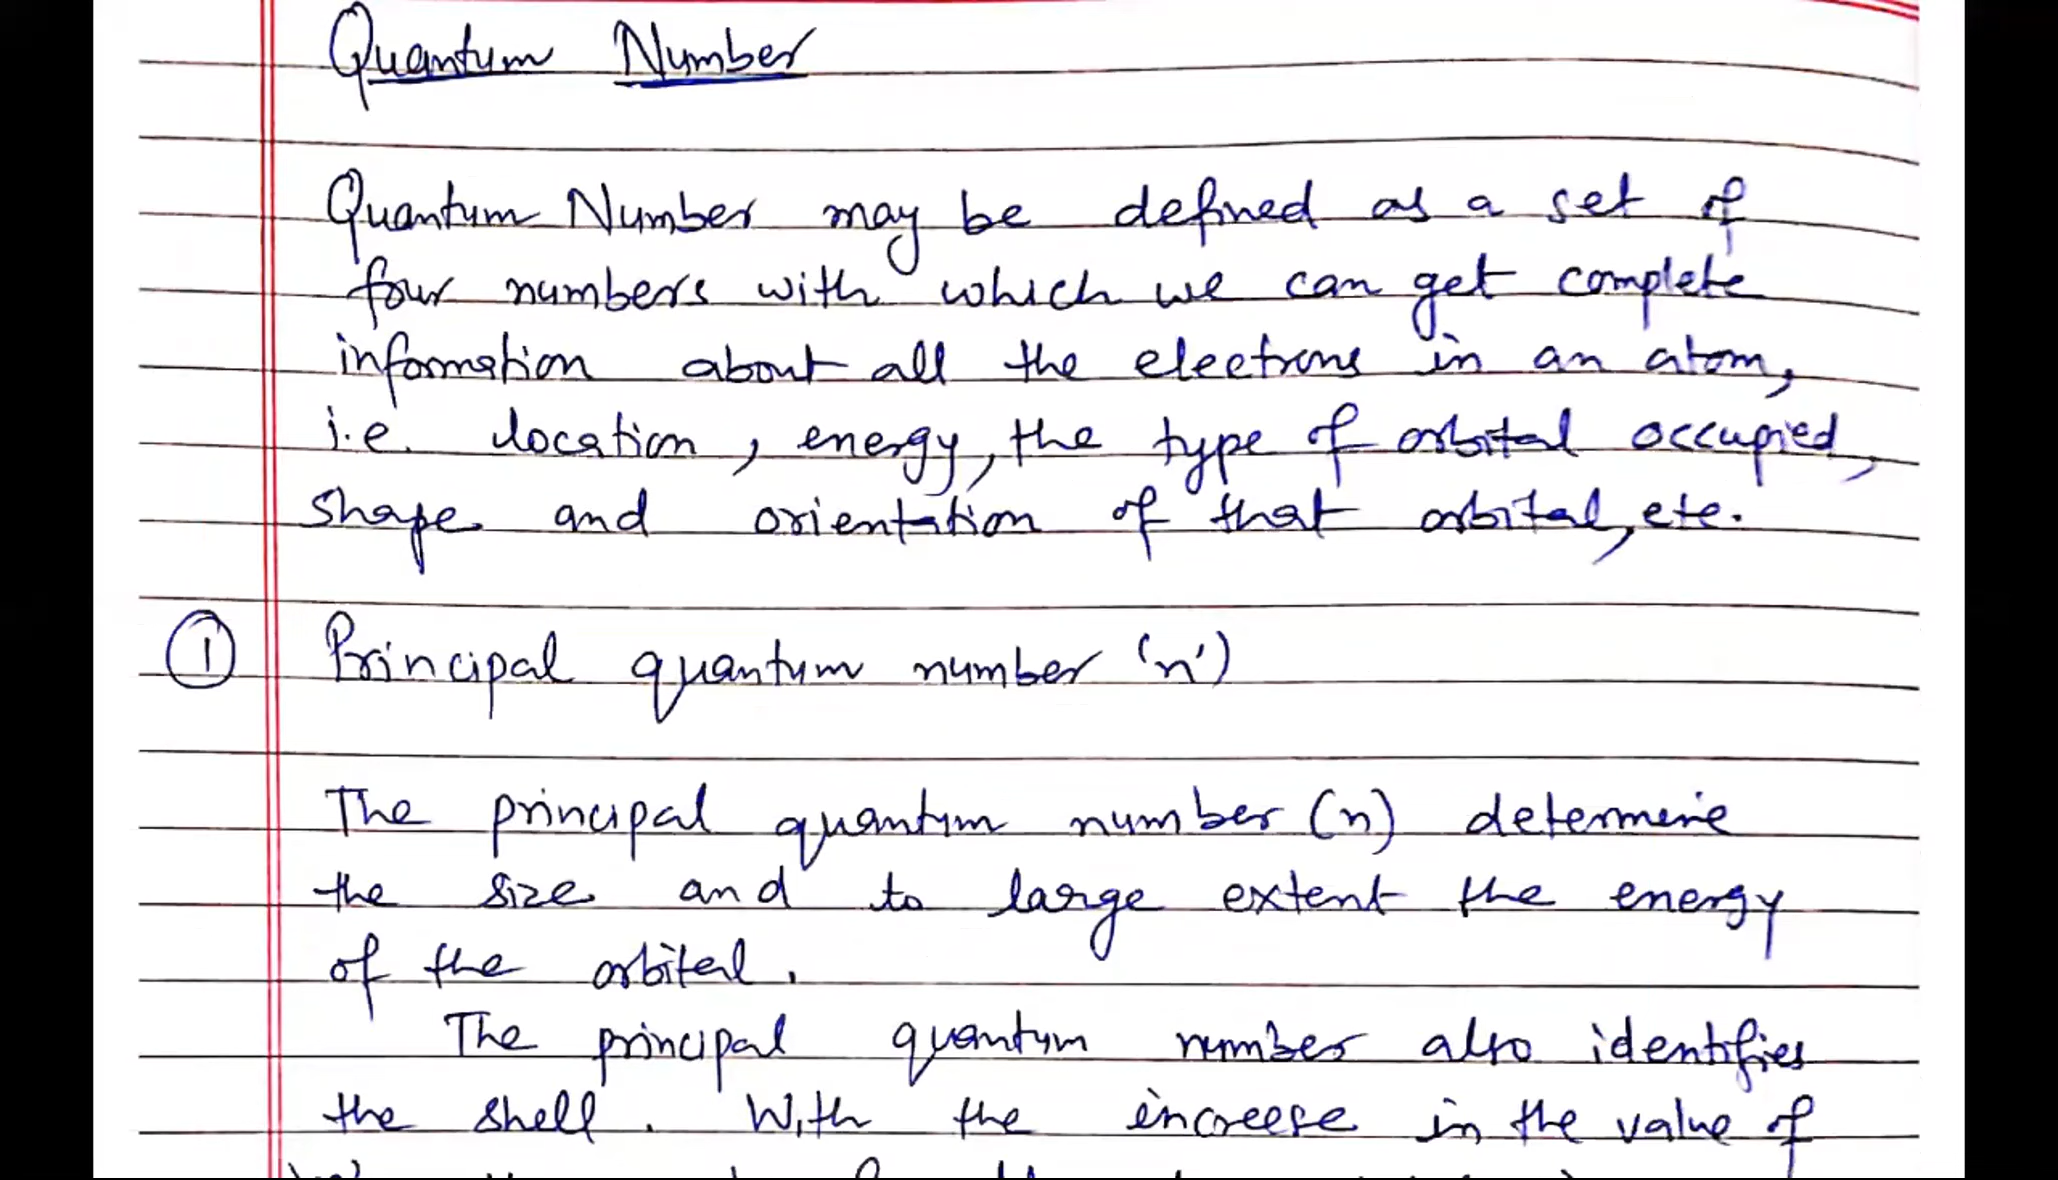 Quantum Number
Quantum Number may be defined as a set of
four numbers with which we can get complete
information about all the electrons in an atom,
i.e. location, energy, the type of orbital occupied,
shape and orientation of that orbital, etc.
① Principal quantum number 'n')
The principal quantum number (n) determine
the size and to large extent the energy
of the orbital.
The principal quantum number also identifies
the shell. With the increase in the value of